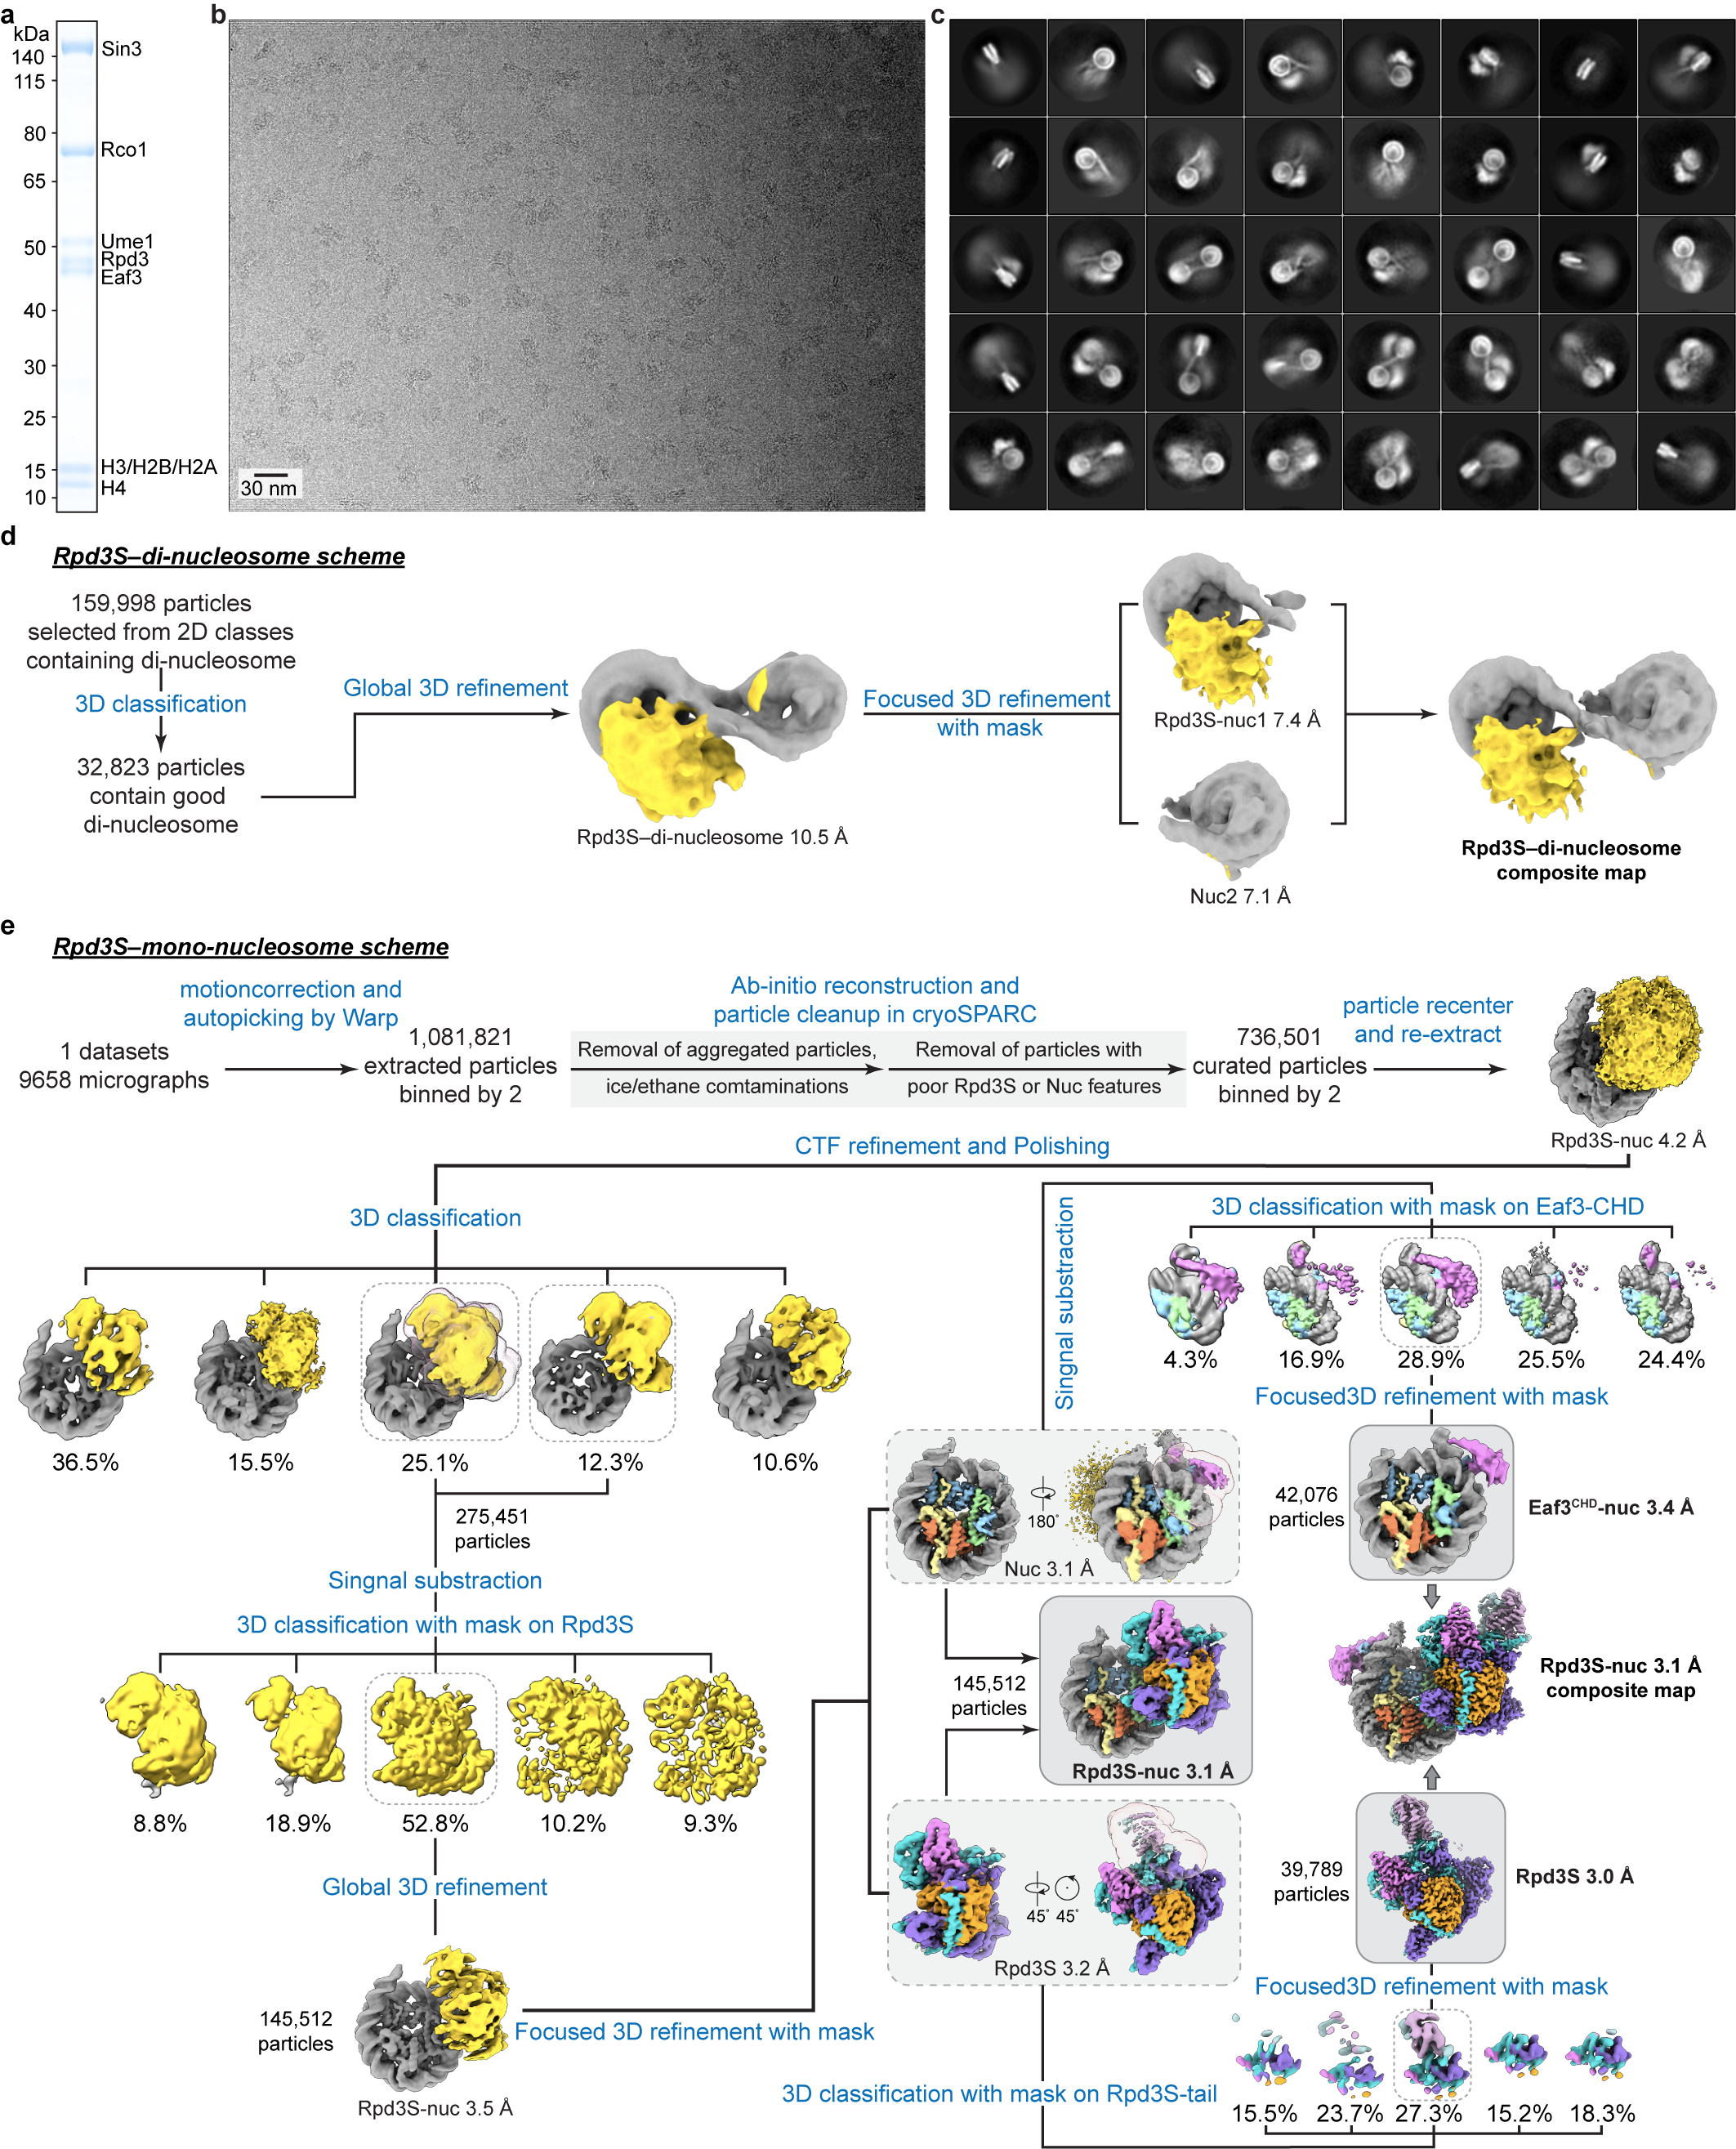 a
kDa
140
115
80
65
50
40
30
25
15
10
Sin3
Rco1
Ume1
Rpd3
Eaf3
H3/H2B/H2A
H4
b
30 nm
c
d
Rpd3S–di-nucleosome scheme
159,998 particles
selected from 2D classes
containing di-nucleosome
3D classification
32,823 particles
contain good
di-nucleosome
Global 3D refinement
Rpd3S–di-nucleosome 10.5 Å
Focused 3D refinement
with mask
Rpd3S-nuc1 7.4 Å
Nuc2 7.1 Å
Rpd3S–di-nucleosome
composite map
e
Rpd3S–mono-nucleosome scheme
1 datasets
9658 micrographs
motioncorrection and
autopicking by Warp
1,081,821
extracted particles
binned by 2
Ab-initio reconstruction and
particle cleanup in cryoSPARC
Removal of aggregated particles,
ice/ethane comtaminations
Removal of particles with
poor Rpd3S or Nuc features
736,501
curated particles
binned by 2
particle recenter
and re-extract
Rpd3S-nuc 4.2 Å
CTF refinement and Polishing
3D classification
36.5%
15.5%
25.1%
12.3%
10.6%
275,451
particles
Singnal substraction
3D classification with mask on Rpd3S
8.8%
18.9%
52.8%
10.2%
9.3%
Global 3D refinement
145,512
particles
Rpd3S-nuc 3.5 Å
Focused 3D refinement with mask
Singnal substraction
3D classification with mask on Eaf3-CHD
4.3%
16.9%
28.9%
25.5%
24.4%
Focused3D refinement with mask
180°
Nuc 3.1 Å
42,076
particles
Eaf3CHD-nuc 3.4 Å
145,512
particles
Rpd3S-nuc 3.1 Å
Rpd3S-nuc 3.1 Å
composite map
45° 45°
Rpd3S 3.2 Å
39,789
particles
Rpd3S 3.0 Å
Focused3D refinement with mask
3D classification with mask on Rpd3S-tail
15.5%
23.7%
27.3%
15.2%
18.3%